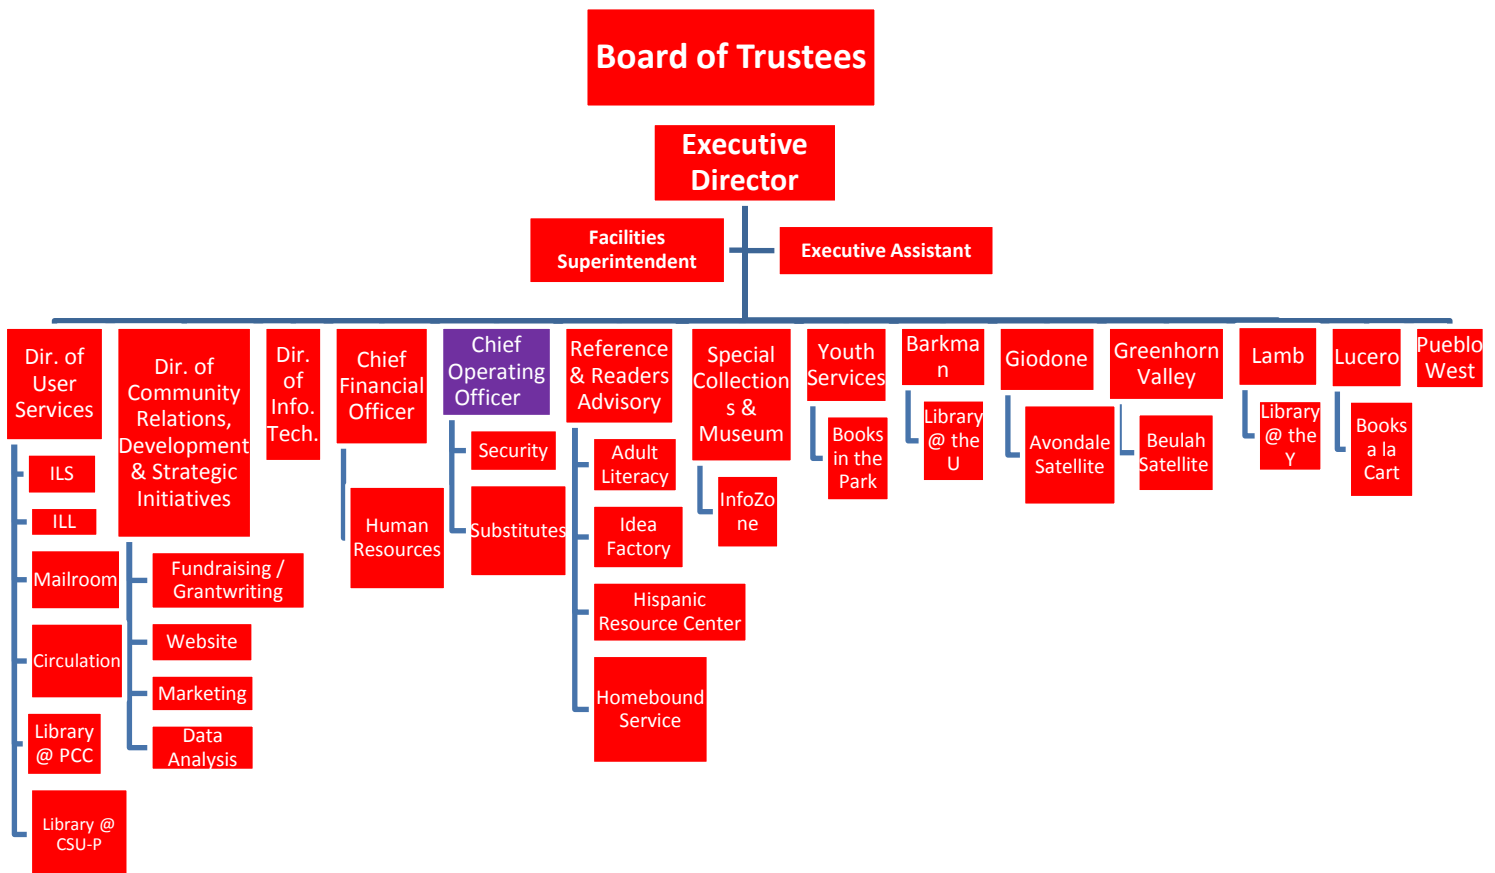 Board of Trustees
Executive
Director
Facilities
Superintendent
Executive Assistant
Dir. of
User
Services
ILS
ILL
Mailroom
Circulation
Library
@ PCC
Library @
CSU-P
Dir. of
Community
Relations,
Development
& Strategic
Initiatives
Fundraising /
Grantwriting
Website
Marketing
Data
Analysis
Dir.
of
Info.
Tech.
Chief
Financial
Officer
Human
Resources
Chief
Operating
Officer
Security
Substitutes
Reference
& Readers
Advisory
Adult
Literacy
Idea
Factory
Hispanic
Resource Center
Homebound
Service
Special
Collection
s &
Museum
InfoZo
ne
Youth
Services
Books
in the
Park
Barkma
n
Library
@ the
U
Giodone
Avondale
Satellite
Greenhorn
Valley
Beulah
Satellite
Lamb
Library
@ the
Y
Lucero
Books
a la
Cart
Pueblo
West